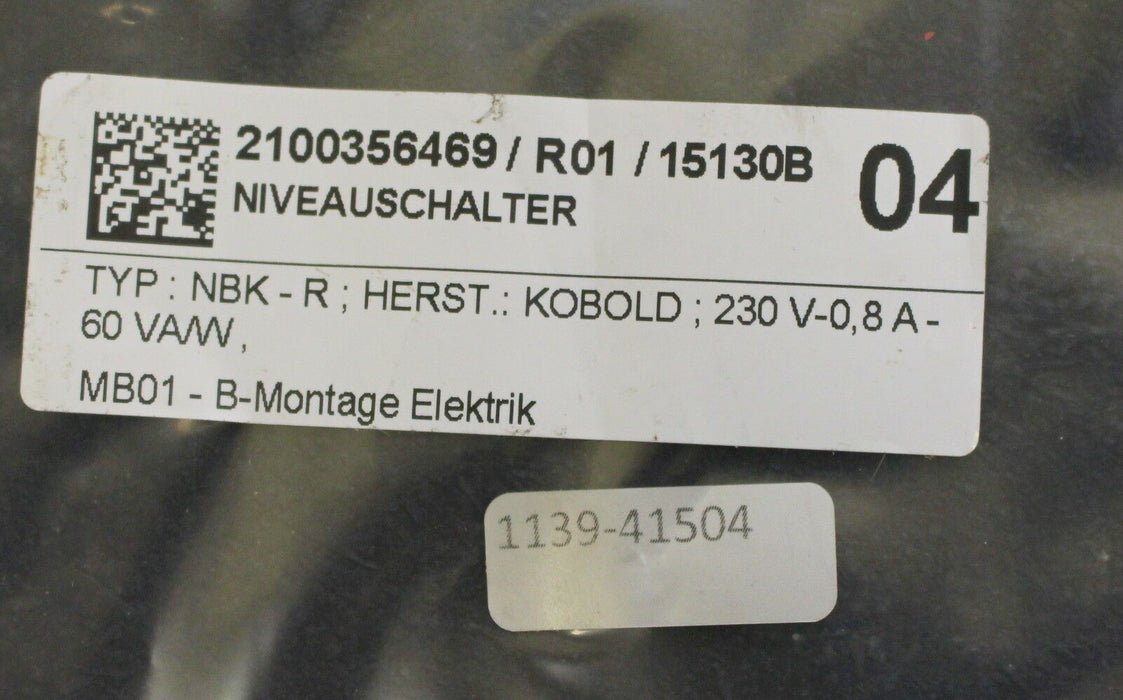 2100356469 / R01 / 15130B
04
NIVEAUSCHALTER
TYP : NBK - R ; HERST.: KOBOLD ; 230 V-0,8 A -
60 VA/W ,
MB01 - B-Montage Elektrik
1139-41504